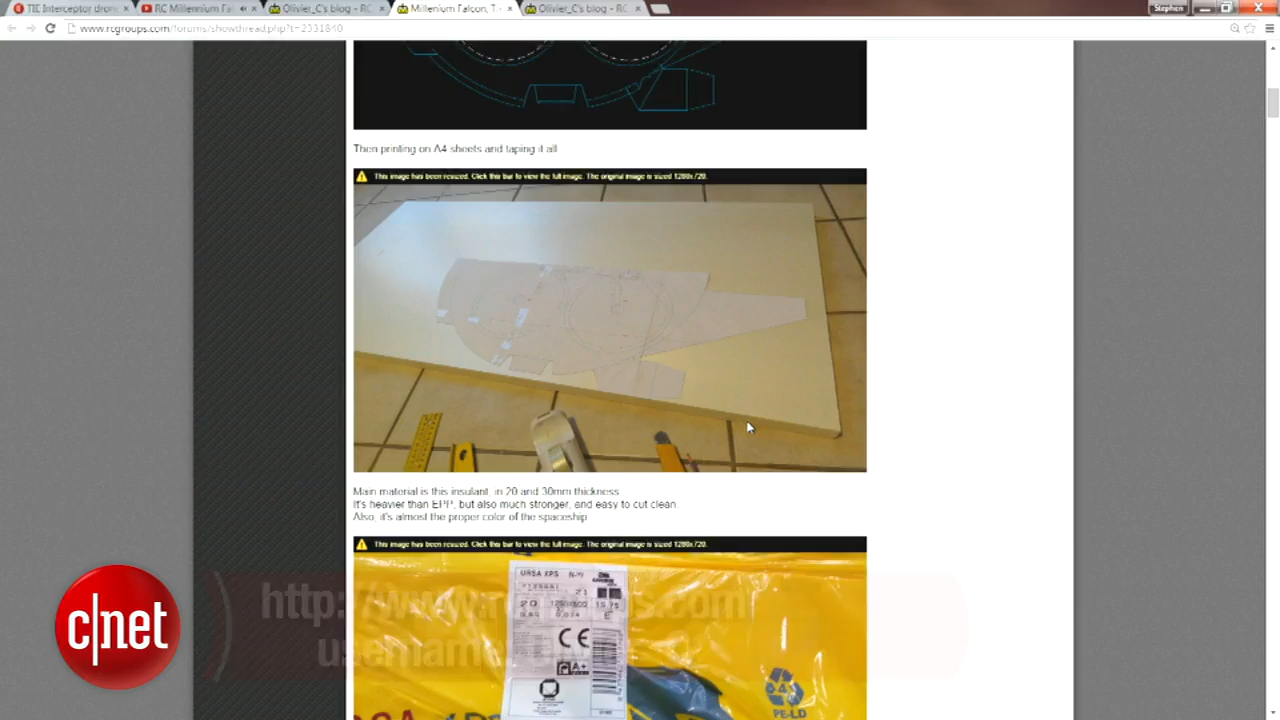 TIE Interceptor dron
RC Millennium Fal
Olivier_C's blog - RC
Millenium Falcon, T-
Olivier_C's blog - RC
Stephen
www.rcgroups.com/forums/showthread.php?t=2331840
Then printing on A4 sheets and taping it all
This image has been resized. Click this bar to view the full image. The original image is sized 1280x720.
Main material is this insulant, in 20 and 30mm thickness
It's heavier than EPP, but also much stronger, and easy to cut clean.
Also, it's almost the proper color of the spaceship
This image has been resized. Click this bar to view the full image. The original image is sized 1280x720.
URSA XPS N-W
CE
A+
PE-LD
c|net
http://www.rcgroups.com